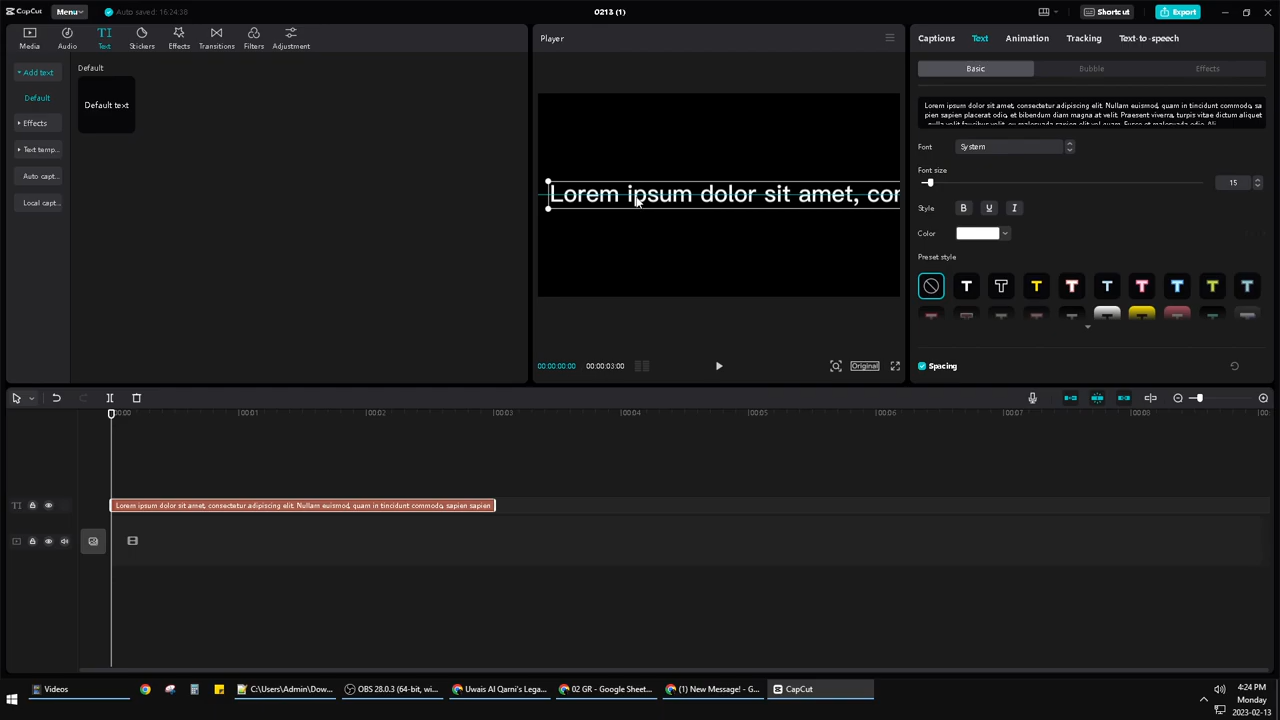 CapCut
Menu
Auto saved: 16:24:38
0213 (1)
Shortcut
Export
Media
Audio
Text
Stickers
Effects
Transitions
Filters
Adjustment
Add text
Default
Effects
Text temp...
Auto capt...
Local capt...
Default
Default text
Player
Lorem ipsum dolor sit amet, cor
00:00:00:00
00:00:03:00
Original
Captions
Text
Animation
Tracking
Text-to-speech
Basic
Bubble
Effects
Lorem ipsum dolor sit amet, consectetur adipiscing elit. Nullam euismod, quam in tincidunt commodo, sa
pien sapien placerat odio, et bibendum diam magna at velit. Praesent viverra, turpis vitae dictum aliquet
Font
System
Font size
15
Style
B U I
Color
Preset style
Spacing
00:00
00:01
00:02
00:03
00:04
00:05
00:06
00:07
00:08
00:
Lorem ipsum dolor sit amet, consectetur adipiscing elit. Nullam euismod, quam in tincidunt commodo, sapien sapien
Videos
C:\Users\Admin\Dow...
OBS 28.0.3 (64-bit, wi...
Uwais Al Qarni's Lega...
02 GR - Google Sheet...
(1) New Message! - G...
CapCut
4:24 PM
Monday
2023-02-13